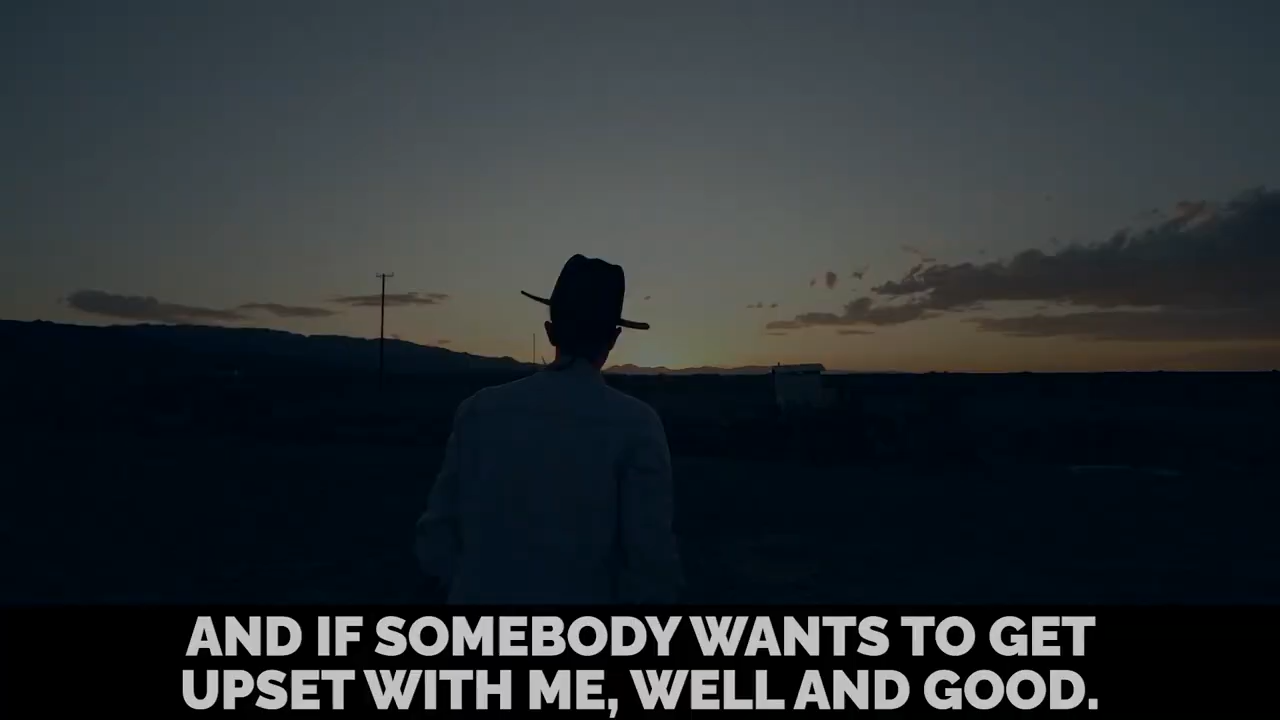 AND IF SOMEBODY WANTS TO GET
UPSET WITH ME, WELL AND GOOD.